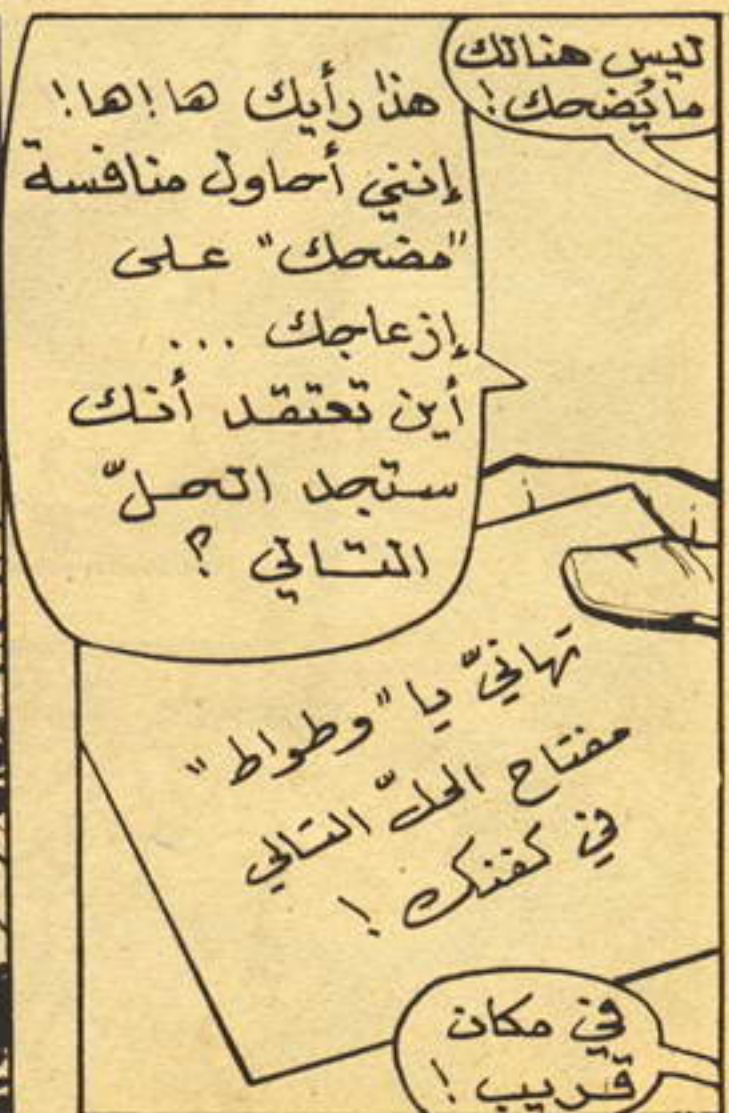 ليس هنالك
ما يُضحك!
هذا رأيك ها!ها!
إنني أحاول منافسة
"مضحك" على
إزعاجك ...
أين تعتقد أنك
ستجد الحلّ
التالي ؟
تهانيّ يا "وطواط"
مفتاح الحلّ التالي
في كفنك !
في مكان
قريب !